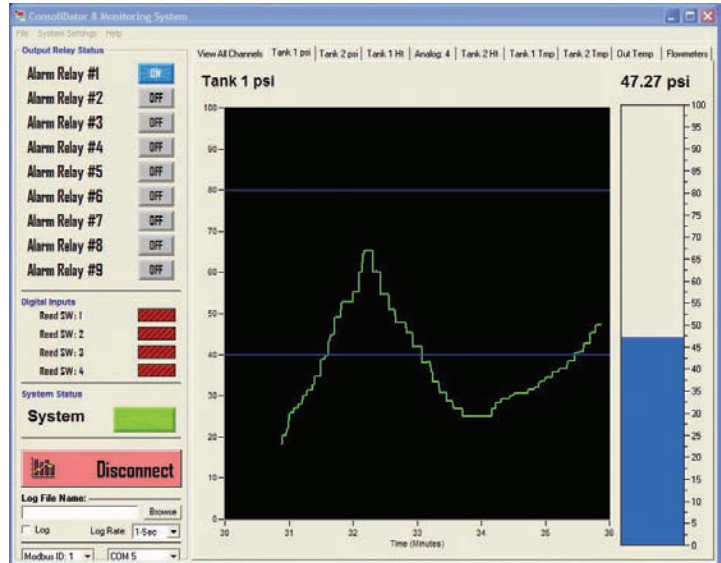 ConsoliDator 8 Monitoring System
File System Settings Help
Output Relay Status
Alarm Relay #1 ON
Alarm Relay #2 OFF
Alarm Relay #3 OFF
Alarm Relay #4 OFF
Alarm Relay #5 OFF
Alarm Relay #6 OFF
Alarm Relay #7 OFF
Alarm Relay #8 OFF
Alarm Relay #9 OFF
Digital Inputs
Reed SW: 1
Reed SW: 2
Reed SW: 3
Reed SW: 4
System Status
System
Disconnect
Log File Name:
Browse
Log Log Rate: 1-Sec
Modbus ID: 1 COM 5
View All Channels Tank 1 psi Tank 2 psi Tank 1 Ht Analog: 4 Tank 2 Ht Tank 1 Tmp Tank 2 Tmp Out Temp Flowmeters
Tank 1 psi 47.27 psi
100
90
80
70
60
50
40
30
20
10
0
20 21 22 23 24 25 26
Time (Minutes)
100
95
90
85
80
75
70
65
60
55
50
45
40
35
30
25
20
15
10
5
0